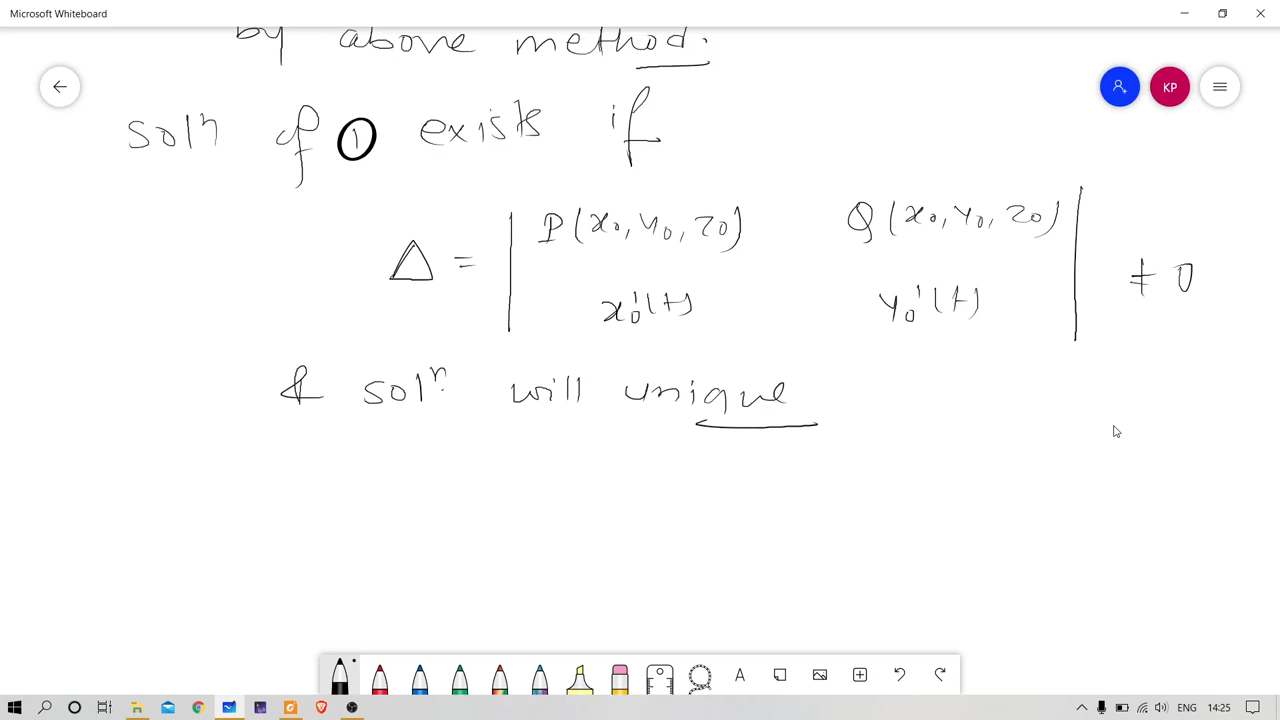 Microsoft Whiteboard
by above method.
KP
solⁿ of ① exists if
Δ = | P(x₀, y₀, z₀) Q(x₀, y₀, z₀) |
| x₀'(t) y₀'(t) | ≠ 0
& solⁿ will unique
A
ENG 14:25